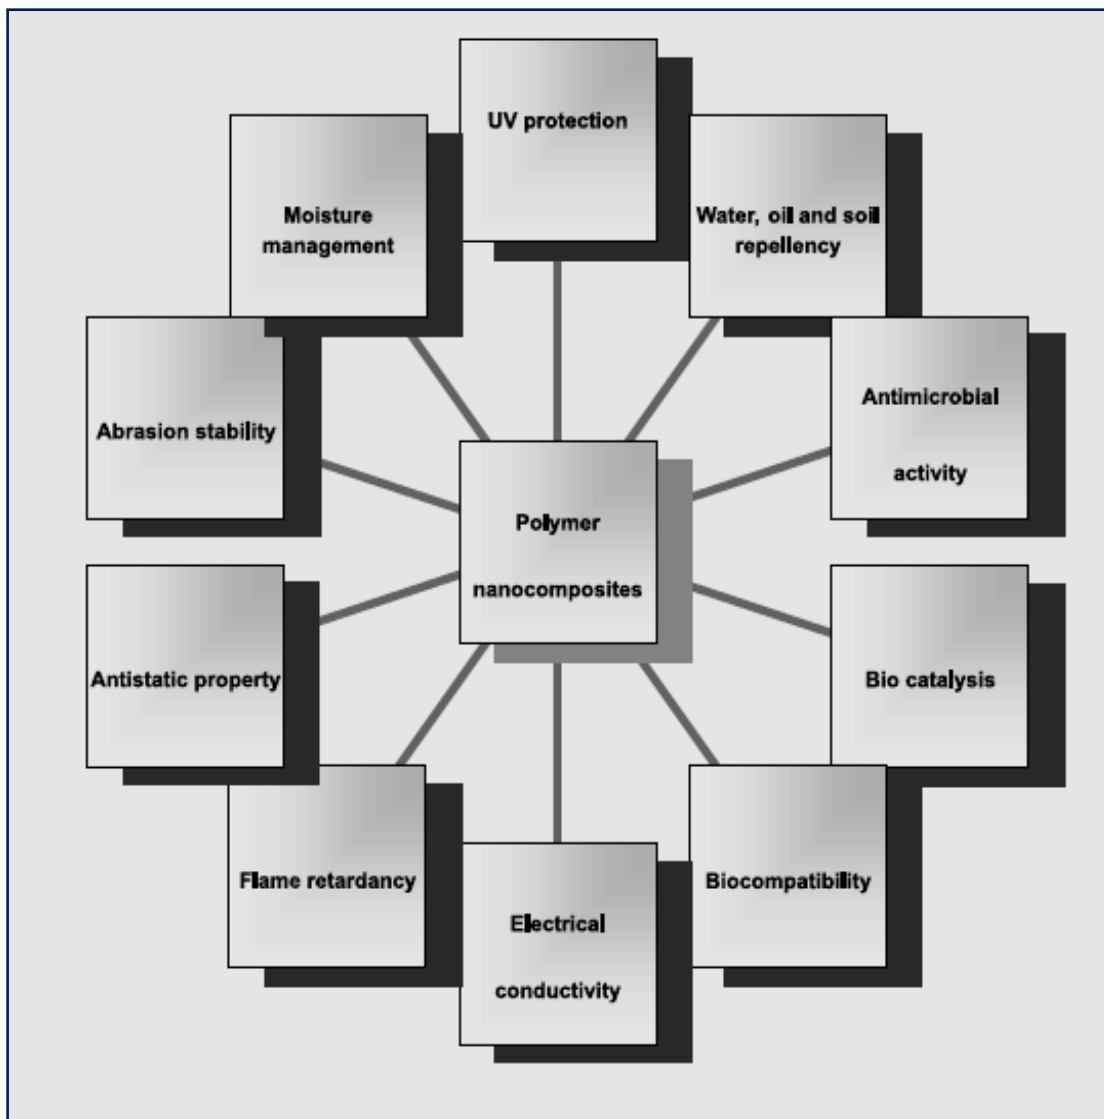 UV protection
Moisture
management
Water, oil and soil
repellency
Abrasion stability
Antimicrobial
activity
Polymer
nanocomposites
Antistatic property
Bio catalysis
Flame retardancy
Biocompatibility
Electrical
conductivity